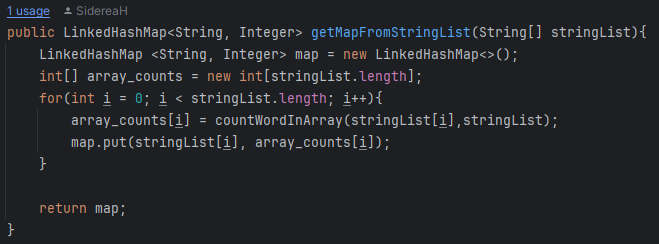 1 usage SidereaH
public LinkedHashMap<String, Integer> getMapFromStringList(String[] stringList){
    LinkedHashMap <String, Integer> map = new LinkedHashMap<>();
    int[] array_counts = new int[stringList.length];
    for(int i = 0; i < stringList.length; i++){
        array_counts[i] = countWordInArray(stringList[i],stringList);
        map.put(stringList[i], array_counts[i]);
    }

    return map;
}